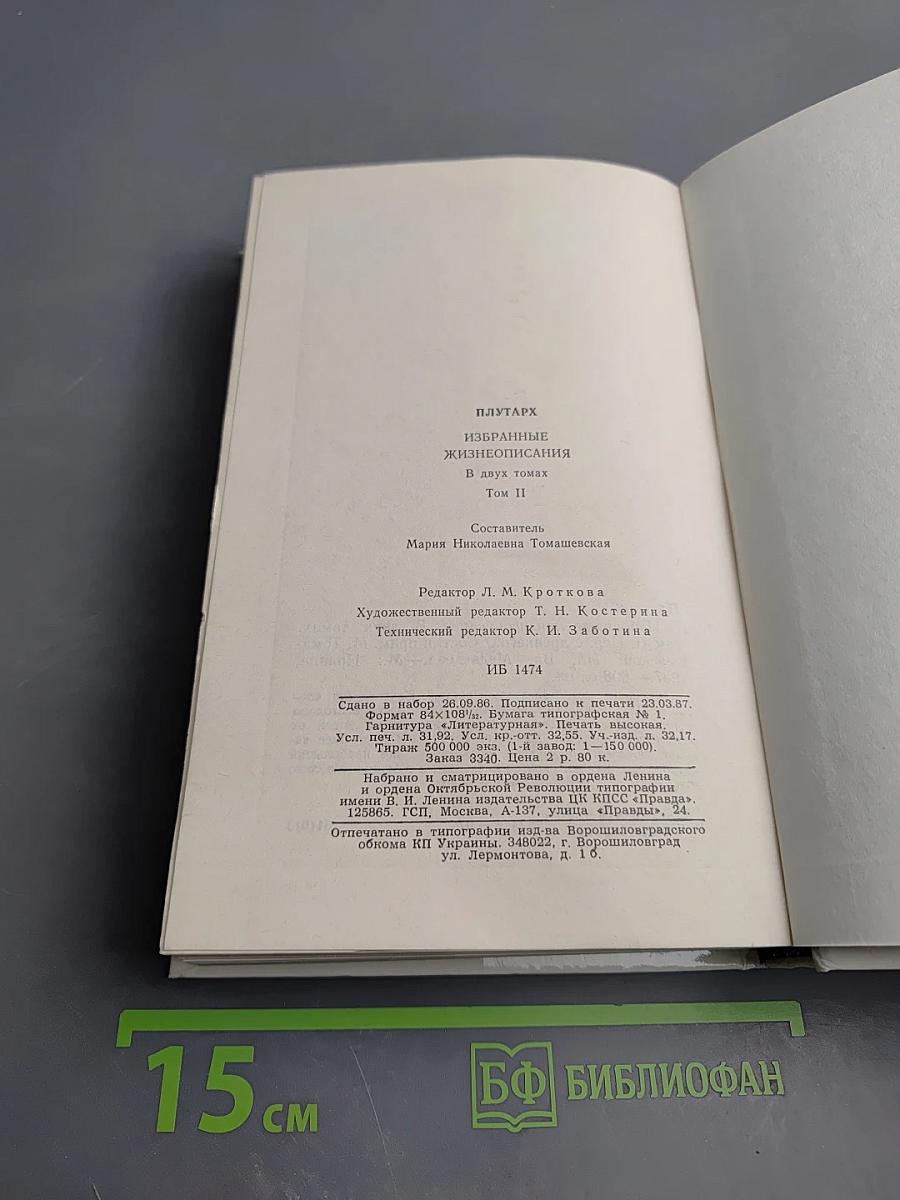 ПЛУТАРХ
ИЗБРАННЫЕ
ЖИЗНЕОПИСАНИЯ
В двух томах
Том II
Составитель
Мария Николаевна Томашевская
Редактор Л. М. Кроткова
Художественный редактор Т. Н. Костерина
Технический редактор К. И. Заботина
ИБ 1474
Сдано в набор 26.09.86. Подписано к печати 23.03.87.
Формат 84×108¹/₃₂. Бумага типографская № 1.
Гарнитура «Литературная». Печать высокая.
Усл. печ. л. 31,92. Усл. кр.-отт. 32,55. Уч.-изд. л. 32,17.
Тираж 500 000 экз. (1-й завод: 1—150 000).
Заказ 3340. Цена 2 р. 80 к.
Набрано и сматрицировано в ордена Ленина
и ордена Октябрьской Революции типографии
имени В. И. Ленина издательства ЦК КПСС «Правда».
125865. ГСП, Москва, А-137, улица «Правды», 24.
Отпечатано в типографии изд-ва Ворошиловградского
обкома КП Украины. 348022, г. Ворошиловград
ул. Лермонтова, д. 1 б.
15 см
БФ БИБЛИОФАН